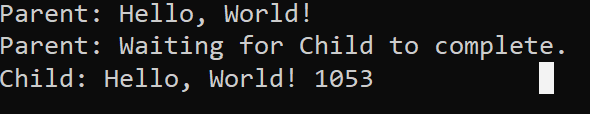 Parent: Hello, World!
Parent: Waiting for Child to complete.
Child: Hello, World! 1053